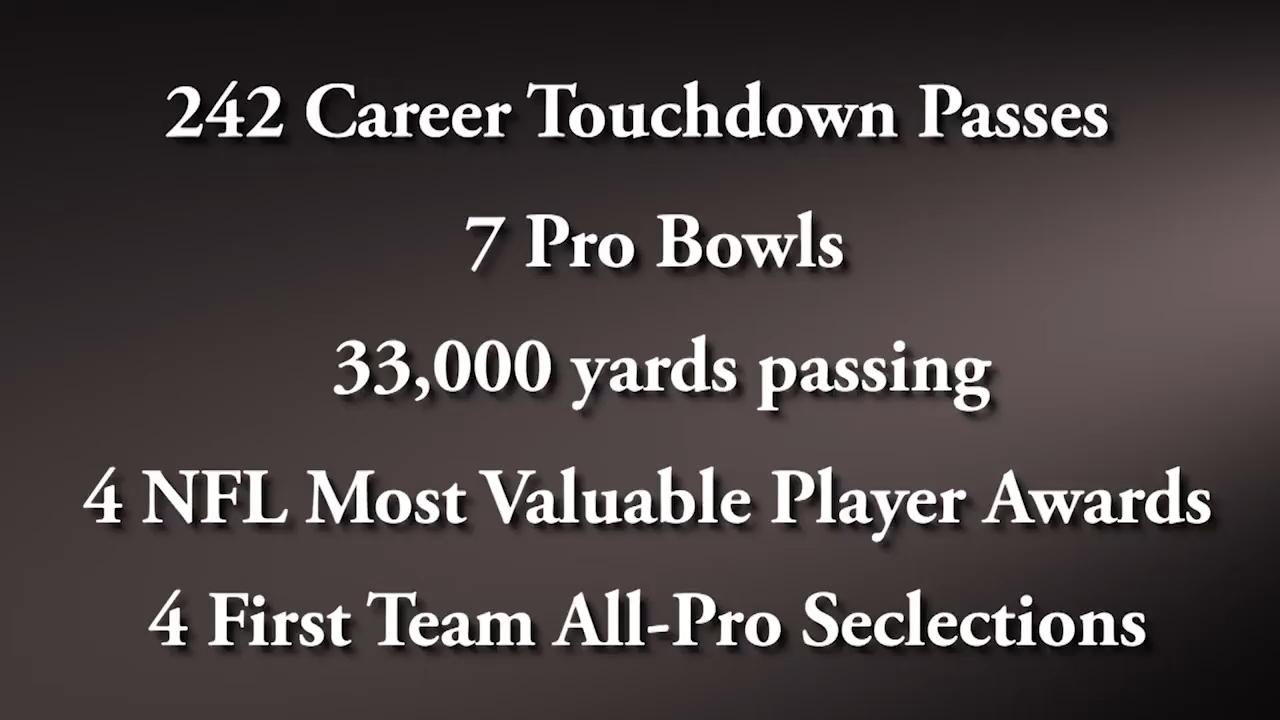 242 Career Touchdown Passes
7 Pro Bowls
33,000 yards passing
4 NFL Most Valuable Player Awards
4 First Team All-Pro Seclections